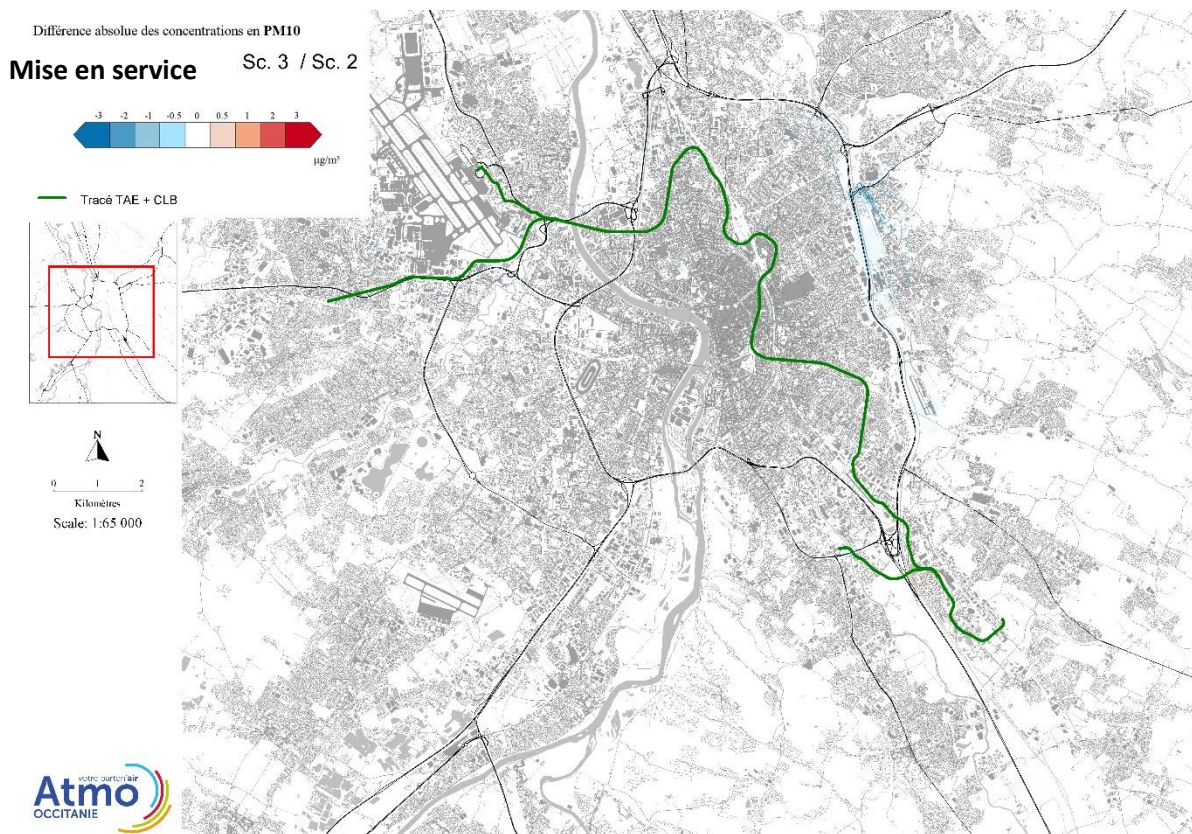 Différence absolue des concentrations en PM10
Mise en service Sc. 3 / Sc. 2
-3 -2 -1 -0.5 0 0.5 1 2 3
µg/m³
Tracé TAE + CLB
N
0 1 2
Kilomètres
Scale: 1:65 000
votre parten'air
Atmo
OCCITANIE